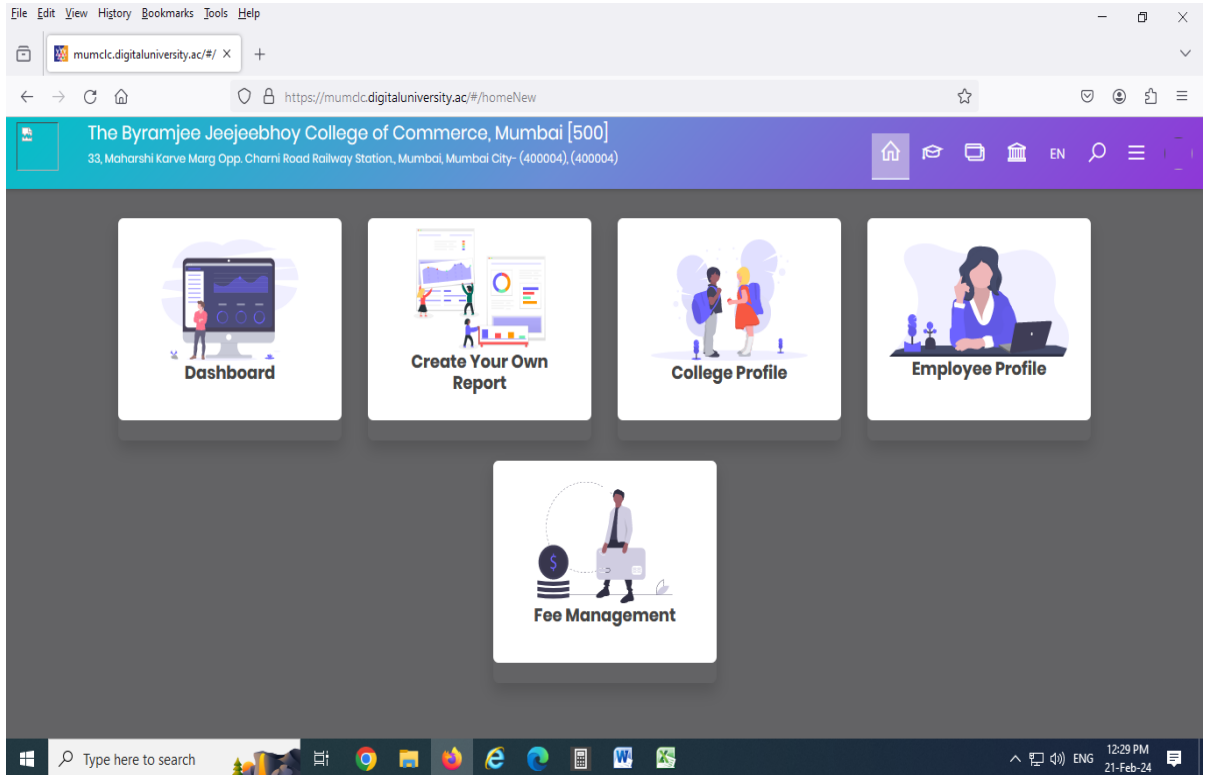 File Edit View History Bookmarks Tools Help
mumclc.digitaluniversity.ac/#/
https://mumclc.digitaluniversity.ac/#/homeNew
The Byramjee Jeejeebhoy College of Commerce, Mumbai [500]
33, Maharshi Karve Marg Opp. Charni Road Railway Station., Mumbai, Mumbai City- (400004), (400004)
EN
Dashboard
Create Your Own
Report
College Profile
Employee Profile
$
Fee Management
Type here to search
ENG
12:29 PM
21-Feb-24